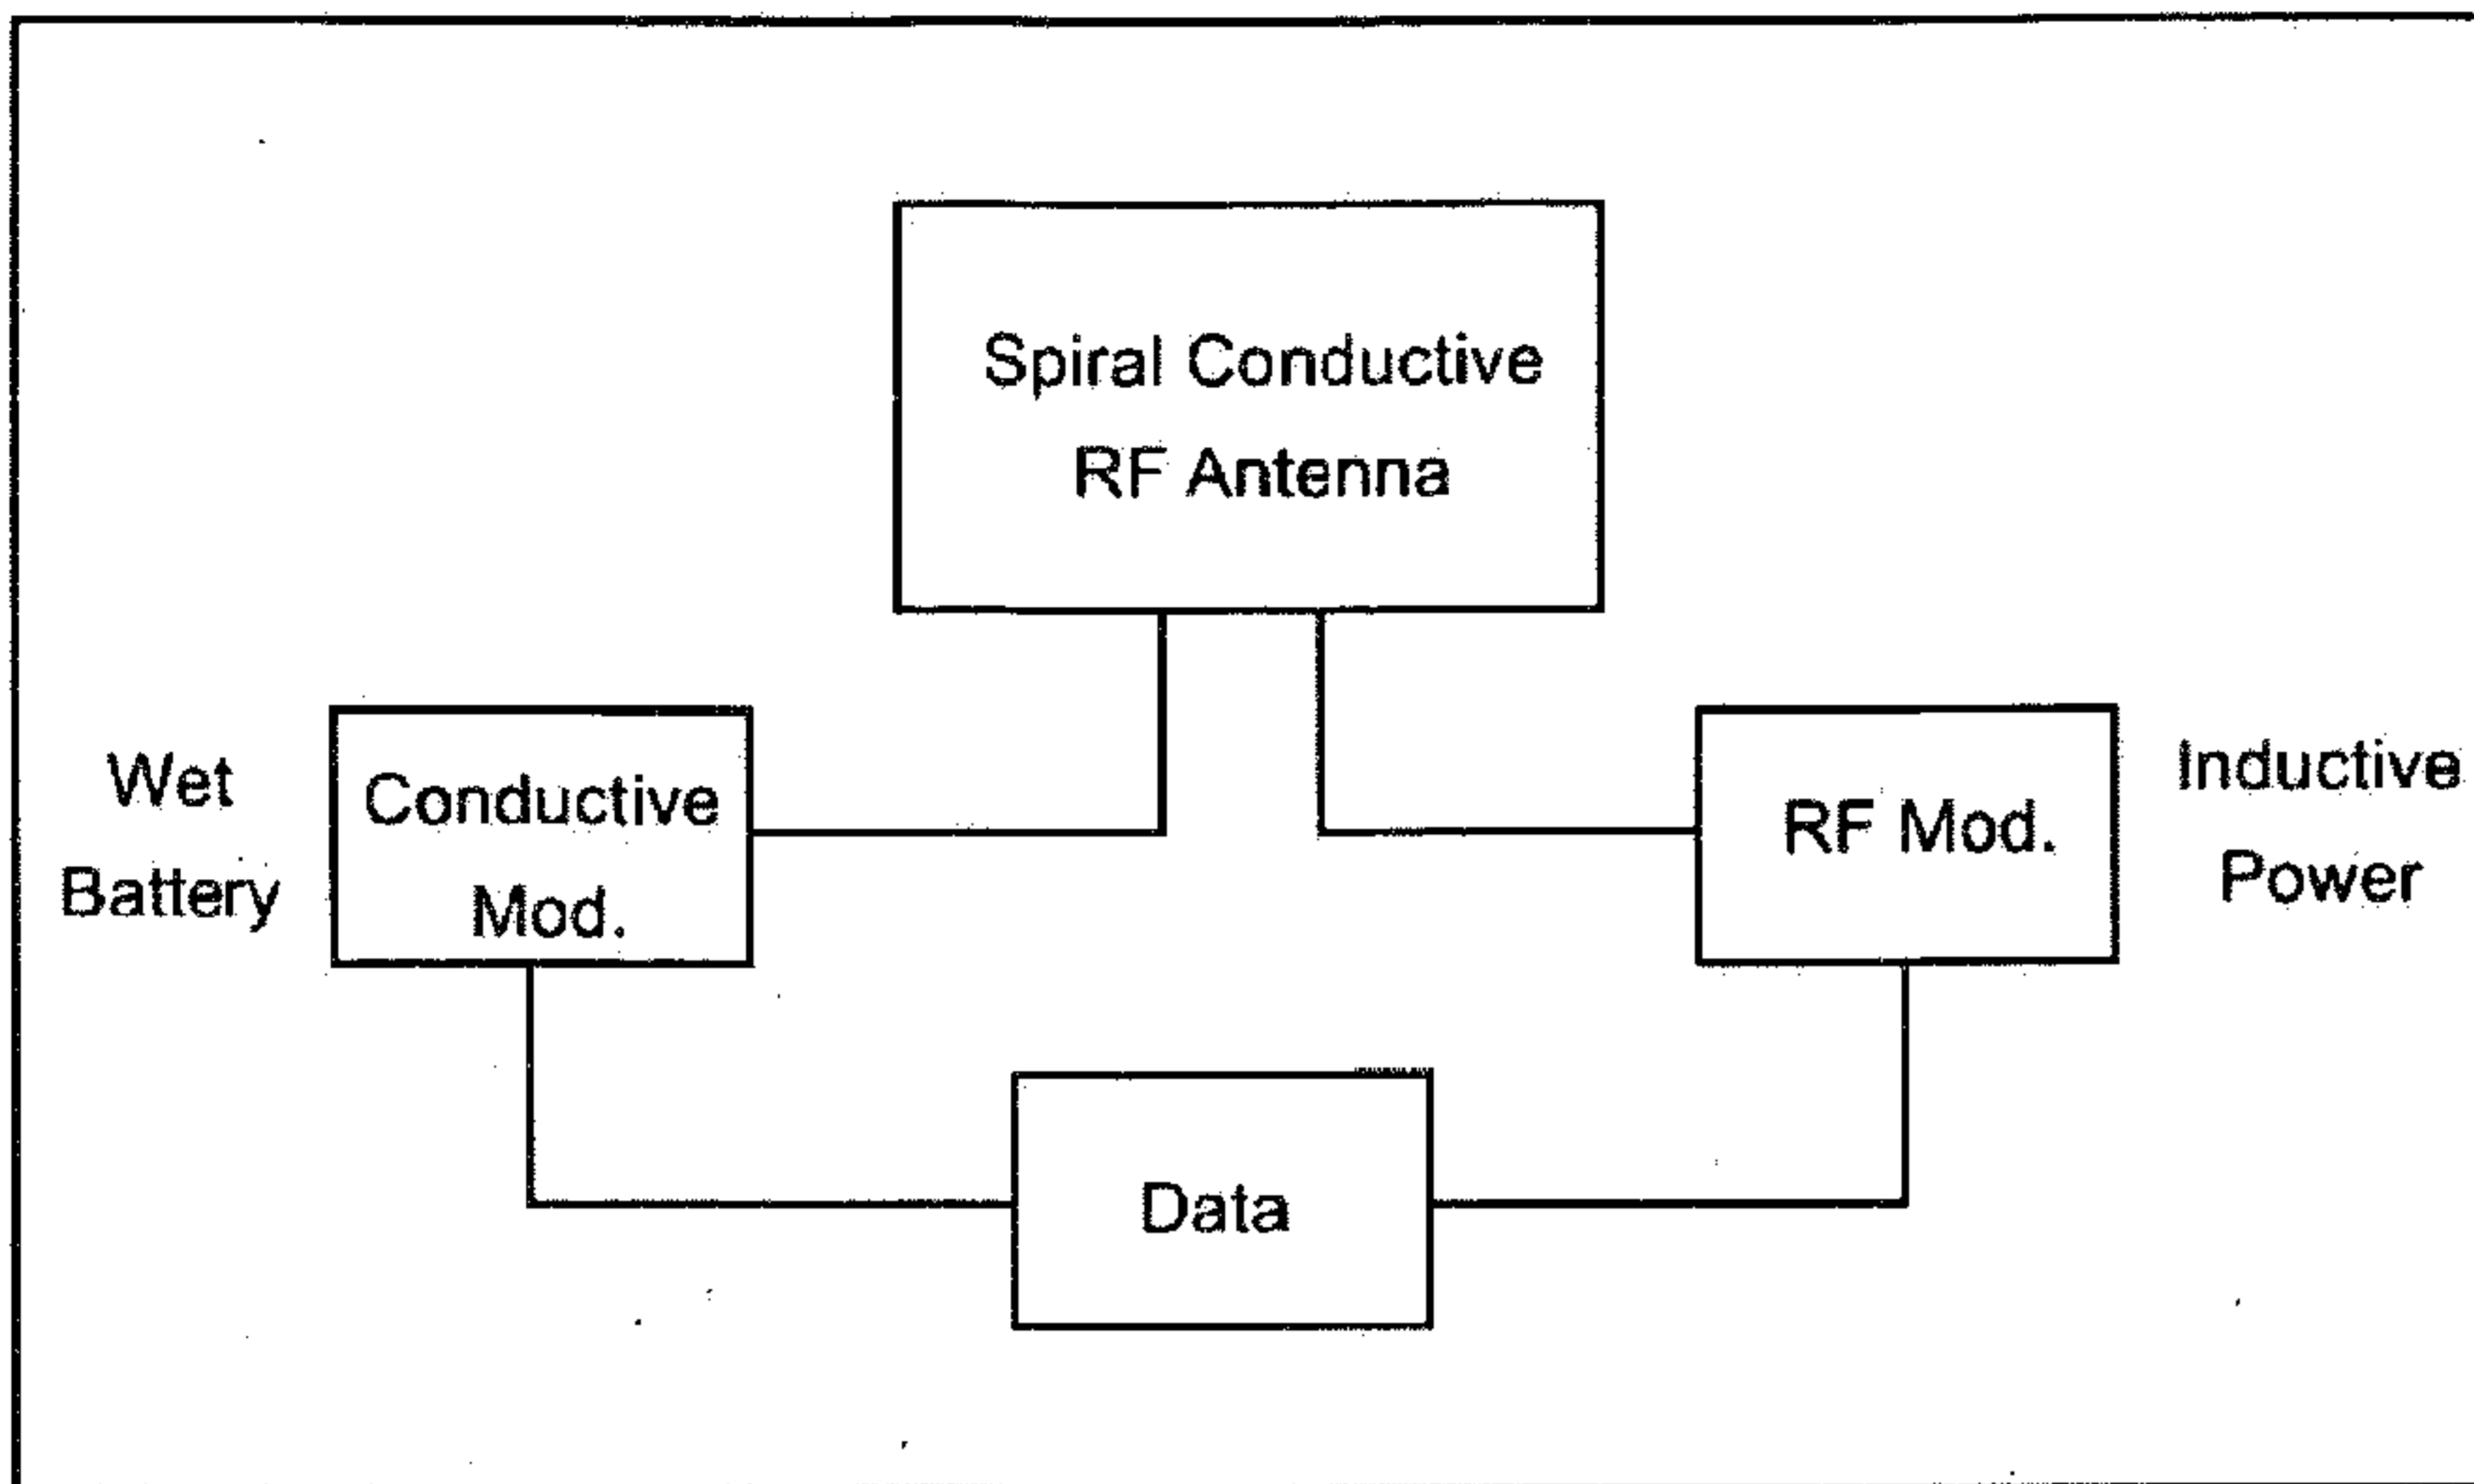 Spiral Conductive
RF Antenna
Wet
Battery
Conductive
Mod.
RF Mod.
Inductive
Power
Data